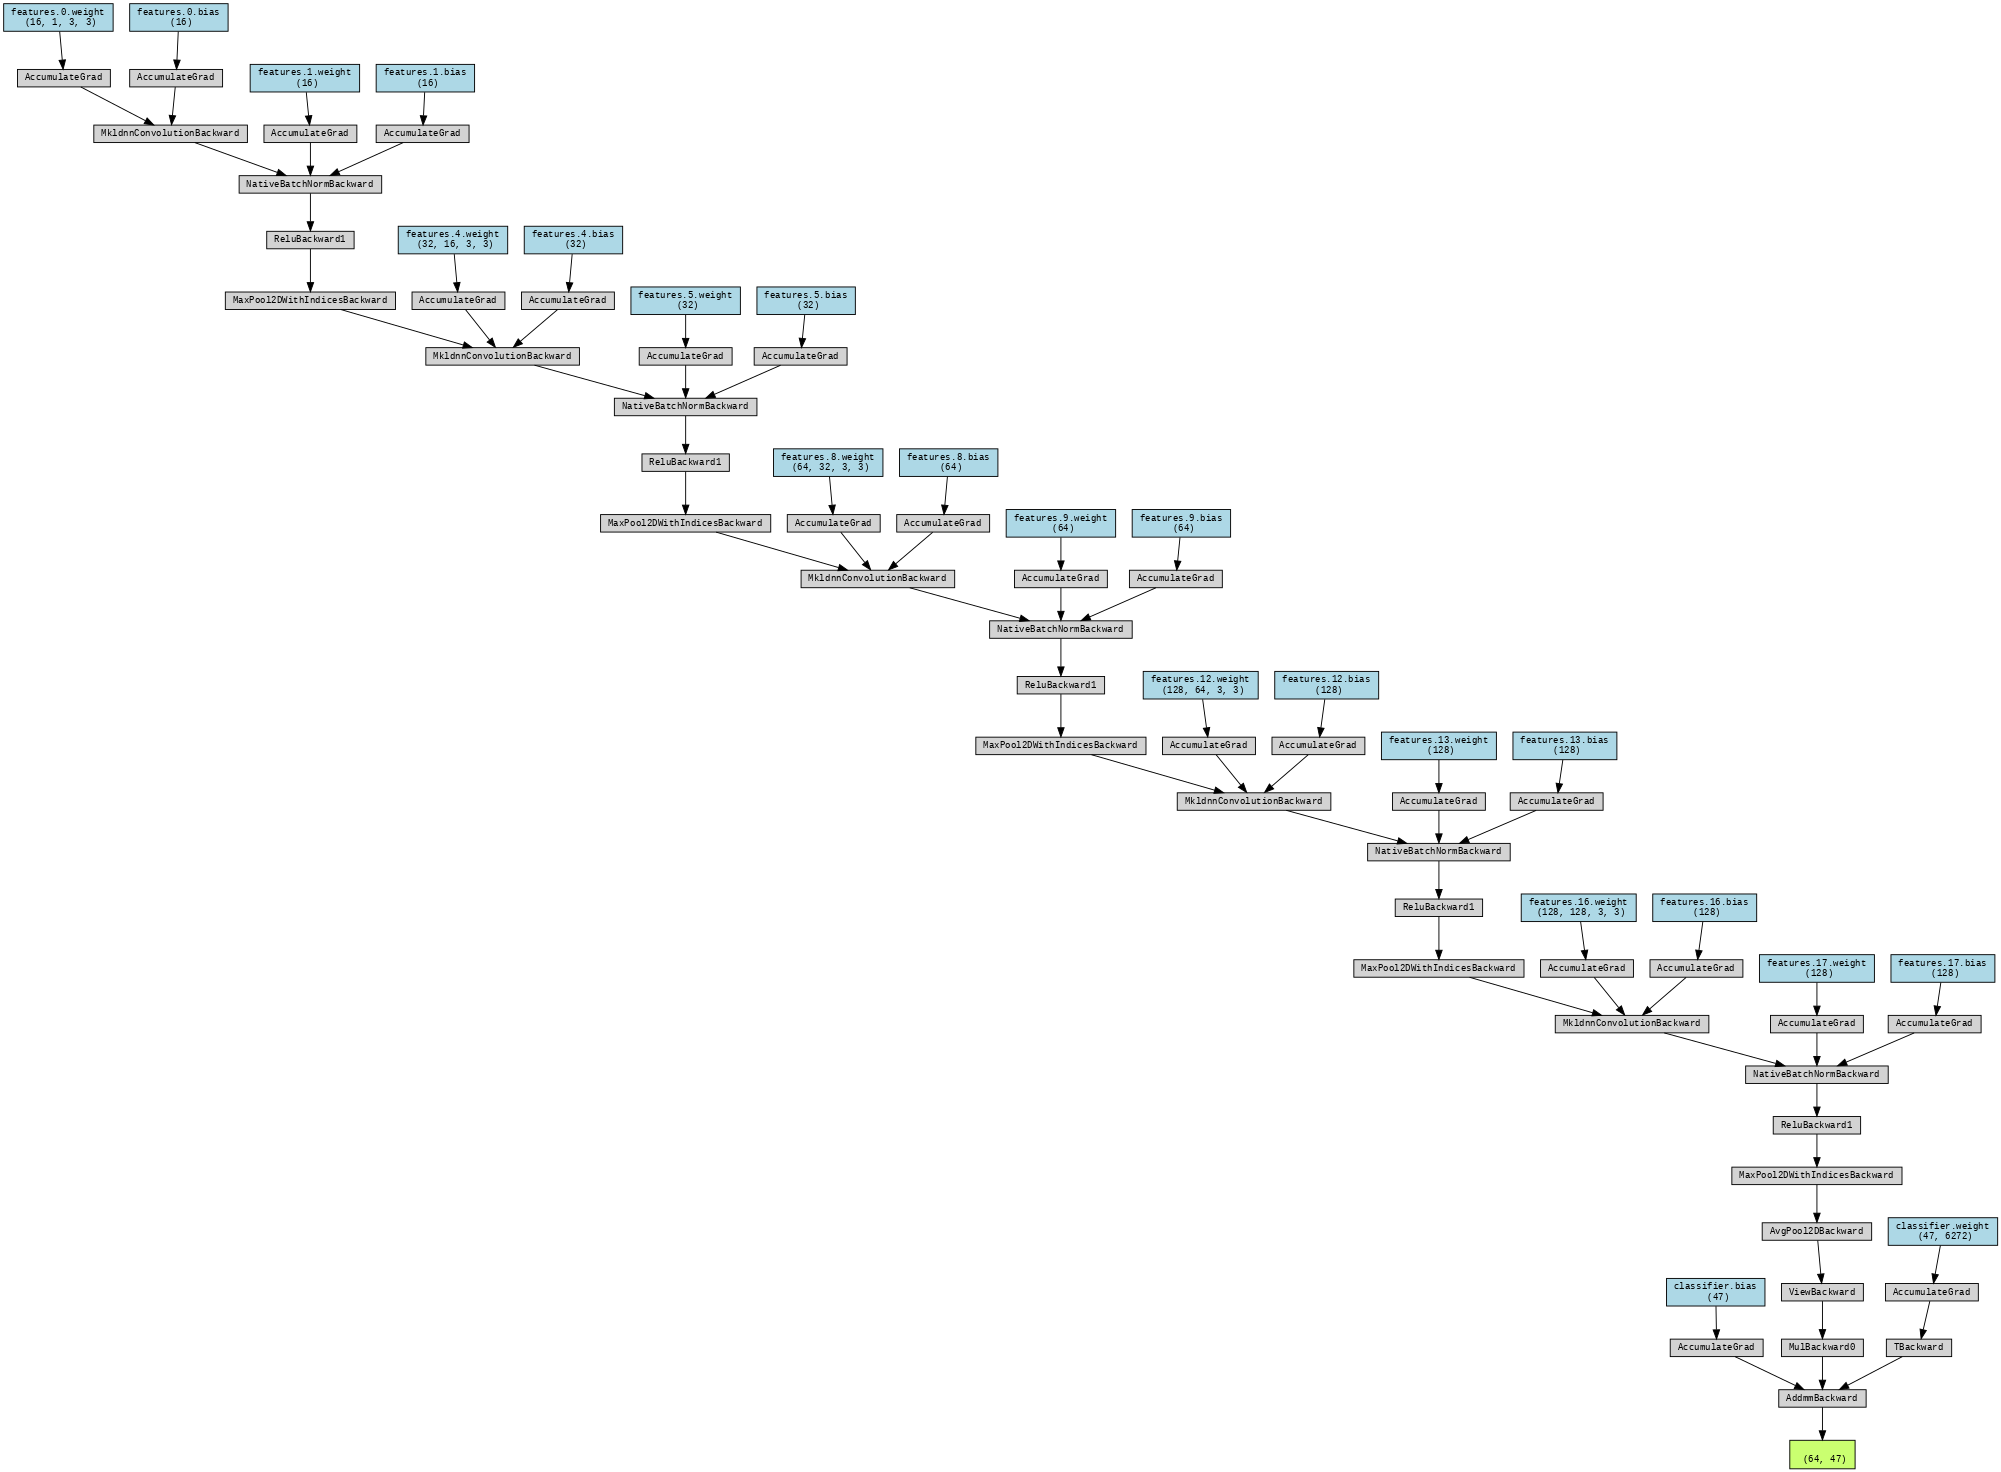 features.0.weight
(16, 1, 3, 3)
features.0.bias
(16)
AccumulateGrad
AccumulateGrad
features.1.weight
(16)
features.1.bias
(16)
MkldnnConvolutionBackward
AccumulateGrad
AccumulateGrad
NativeBatchNormBackward
ReluBackward1
features.4.weight
(32, 16, 3, 3)
features.4.bias
(32)
MaxPool2DWithIndicesBackward
AccumulateGrad
AccumulateGrad
features.5.weight
(32)
features.5.bias
(32)
MkldnnConvolutionBackward
AccumulateGrad
AccumulateGrad
NativeBatchNormBackward
ReluBackward1
features.8.weight
(64, 32, 3, 3)
features.8.bias
(64)
MaxPool2DWithIndicesBackward
AccumulateGrad
AccumulateGrad
features.9.weight
(64)
features.9.bias
(64)
MkldnnConvolutionBackward
AccumulateGrad
AccumulateGrad
NativeBatchNormBackward
ReluBackward1
features.12.weight
(128, 64, 3, 3)
features.12.bias
(128)
MaxPool2DWithIndicesBackward
AccumulateGrad
AccumulateGrad
features.13.weight
(128)
features.13.bias
(128)
MkldnnConvolutionBackward
AccumulateGrad
AccumulateGrad
NativeBatchNormBackward
ReluBackward1
features.16.weight
(128, 128, 3, 3)
features.16.bias
(128)
MaxPool2DWithIndicesBackward
AccumulateGrad
AccumulateGrad
features.17.weight
(128)
features.17.bias
(128)
MkldnnConvolutionBackward
AccumulateGrad
AccumulateGrad
NativeBatchNormBackward
ReluBackward1
MaxPool2DWithIndicesBackward
AvgPool2DBackward
classifier.weight
(47, 6272)
classifier.bias
(47)
ViewBackward
AccumulateGrad
AccumulateGrad
MulBackward0
TBackward
AddmmBackward
(64, 47)